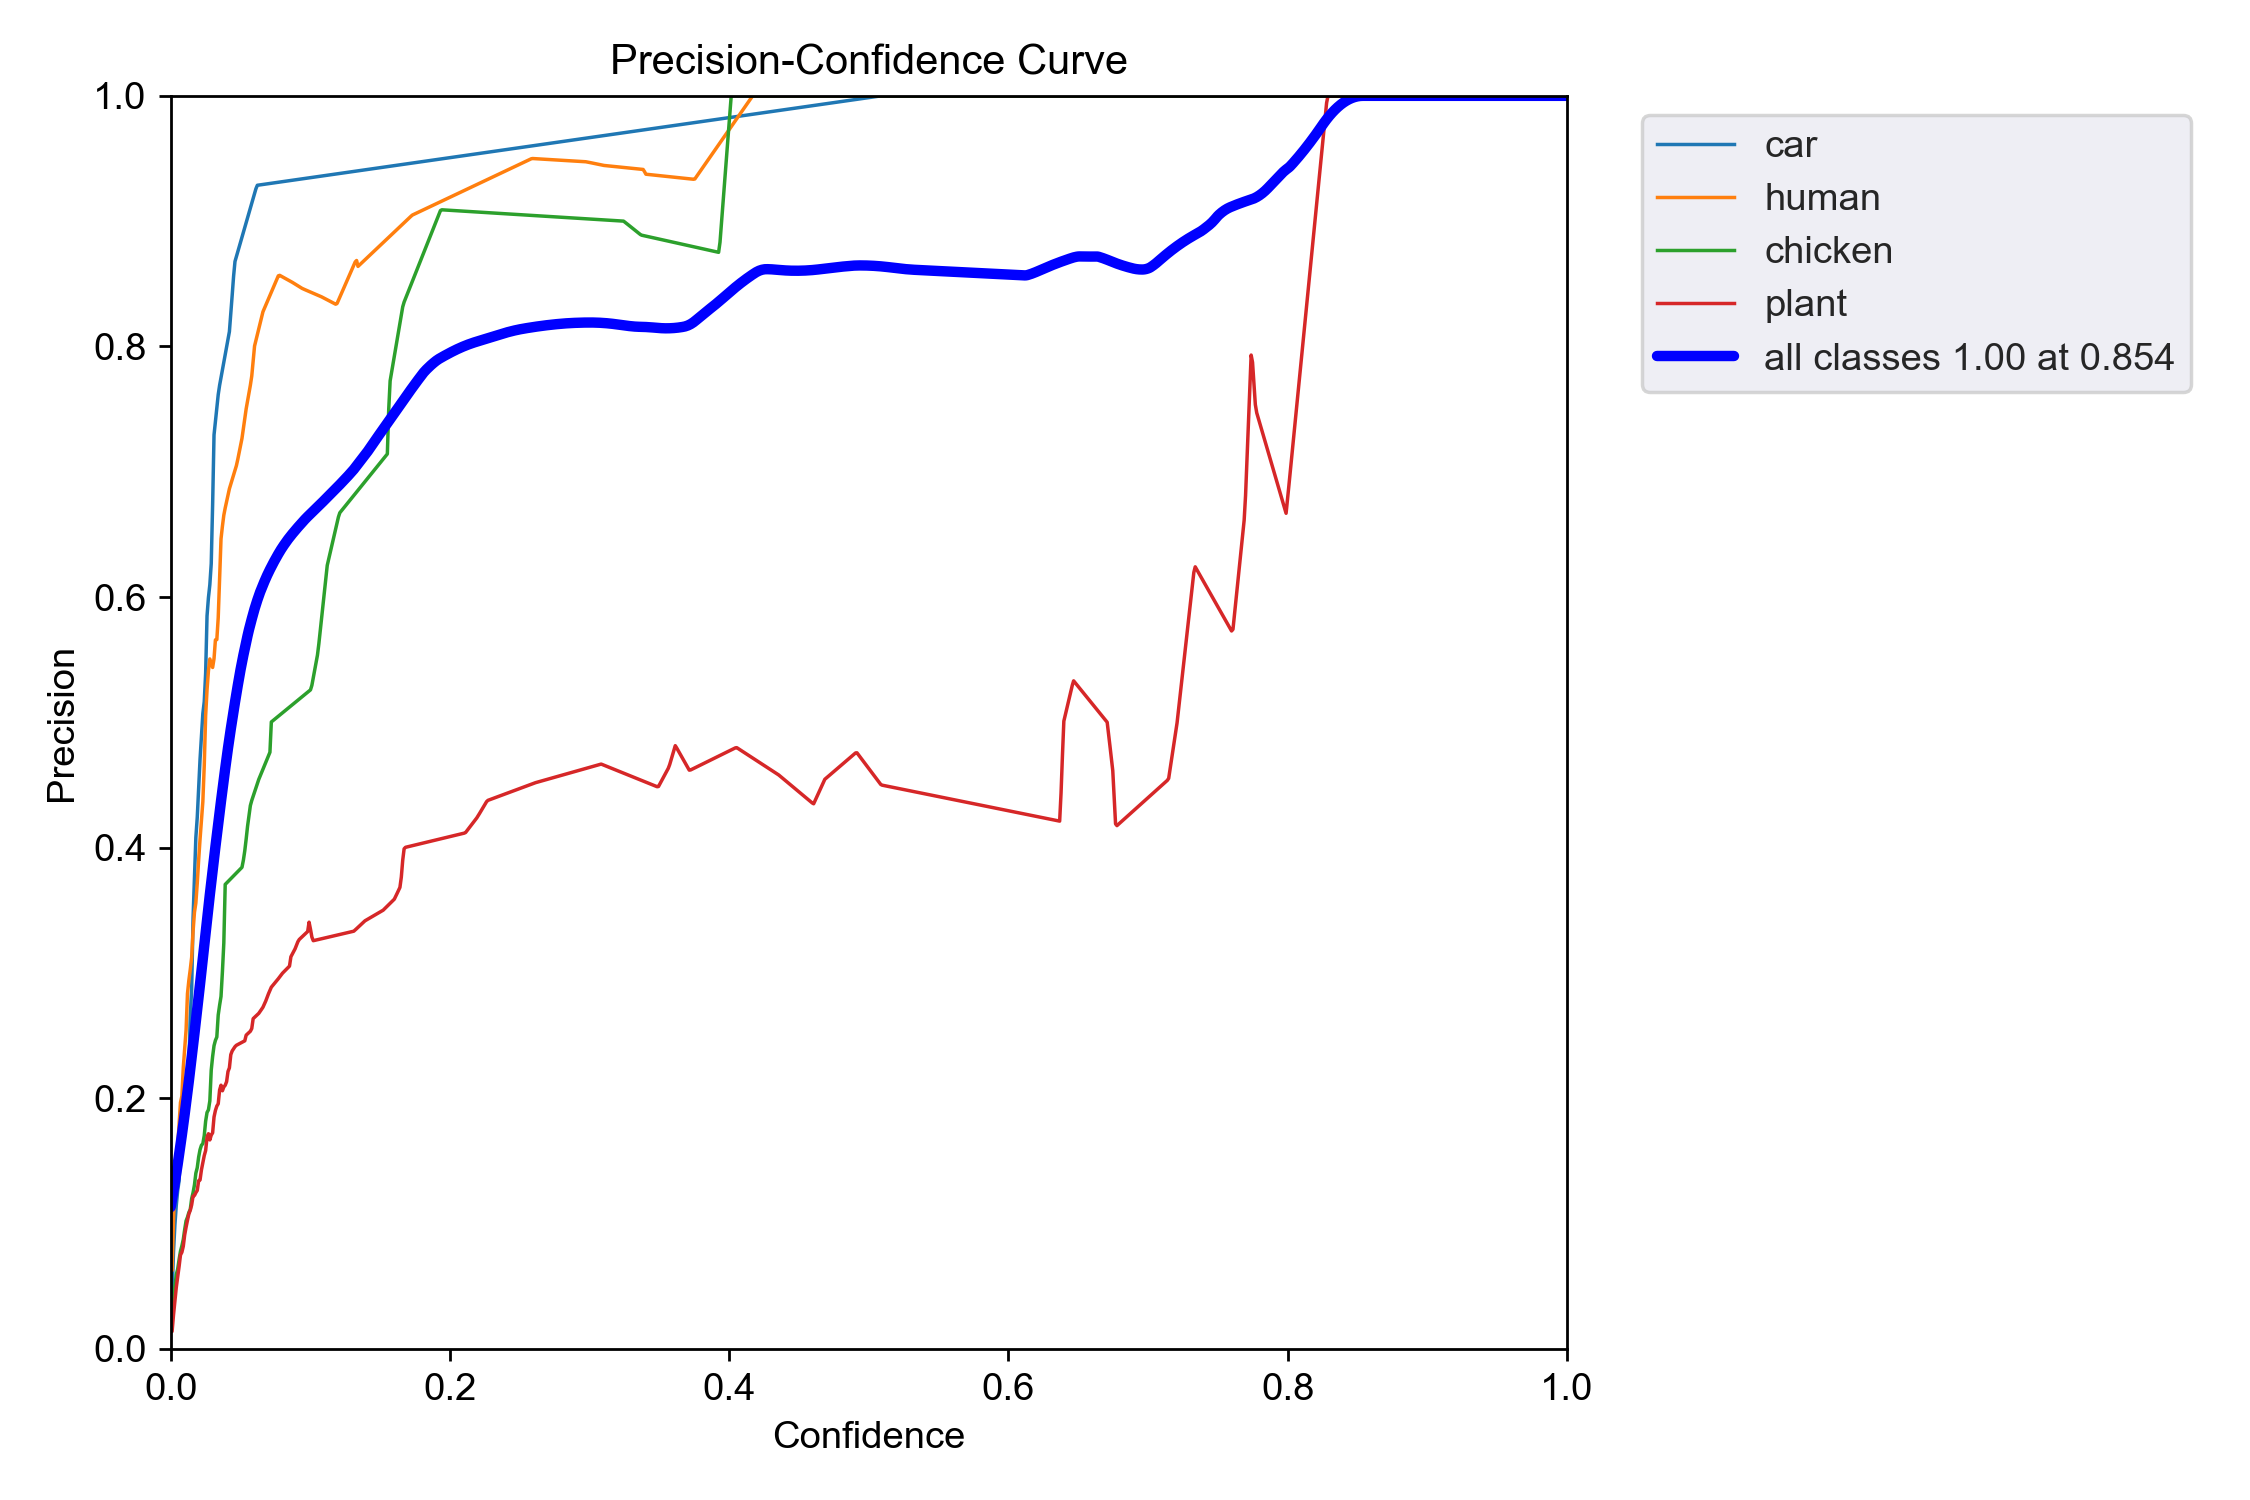 Precision-Confidence Curve
1.0
0.8
0.6
0.4
0.2
0.0
Precision
0.0 0.2 0.4 0.6 0.8 1.0
Confidence
car
human
chicken
plant
all classes 1.00 at 0.854